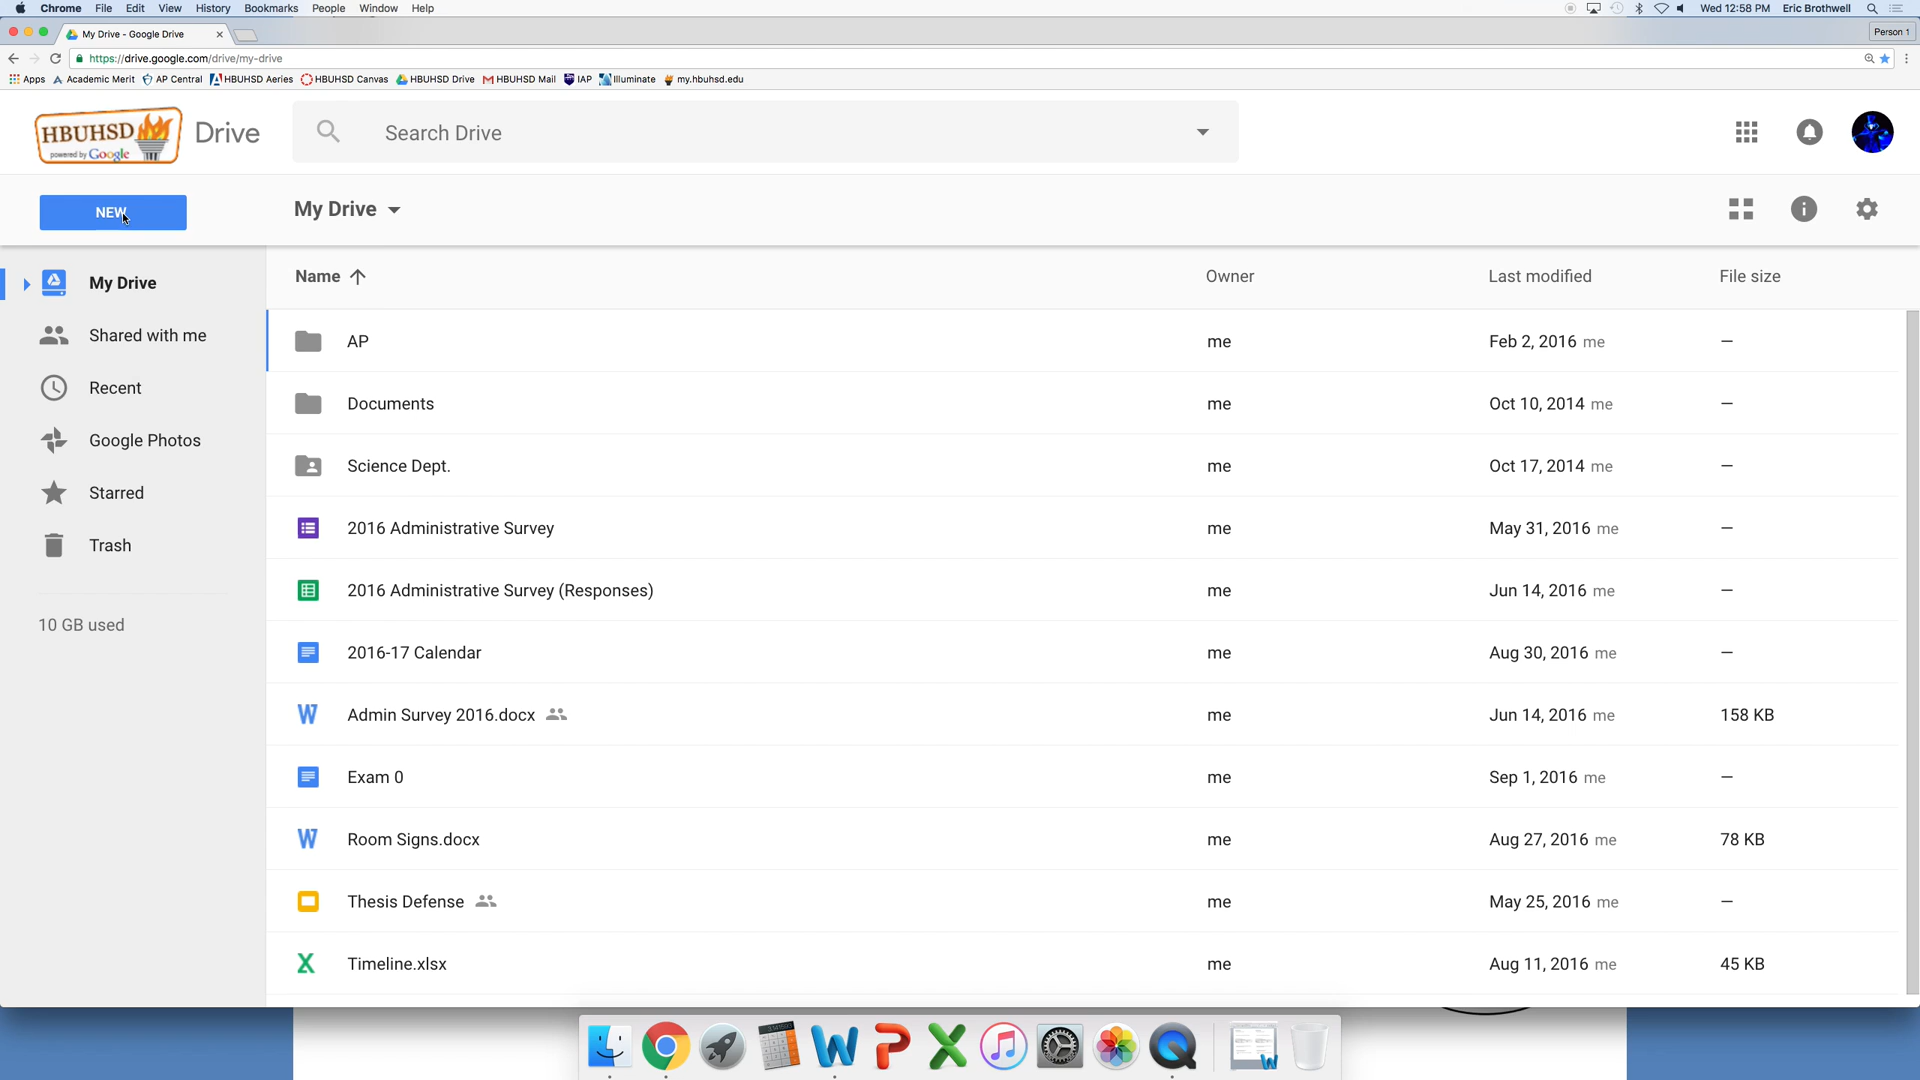 Chrome File Edit View History Bookmarks People Window Help Wed 12:58 PM Eric Brothwell
My Drive - Google Drive Person 1
https://drive.google.com/drive/my-drive
Apps Academic Merit AP Central HBUHSD Aeries HBUHSD Canvas HBUHSD Drive HBUHSD Mail IAP Illuminate my.hbuhsd.edu
HBUHSD
powered by Google
Drive
Search Drive
NEW
My Drive
My Drive
Shared with me
Recent
Google Photos
Starred
Trash
10 GB used
Name Owner Last modified File size
AP me Feb 2, 2016 me —
Documents me Oct 10, 2014 me —
Science Dept. me Oct 17, 2014 me —
2016 Administrative Survey me May 31, 2016 me —
2016 Administrative Survey (Responses) me Jun 14, 2016 me —
2016-17 Calendar me Aug 30, 2016 me —
Admin Survey 2016.docx me Jun 14, 2016 me 158 KB
Exam 0 me Sep 1, 2016 me —
Room Signs.docx me Aug 27, 2016 me 78 KB
Thesis Defense me May 25, 2016 me —
Timeline.xlsx me Aug 11, 2016 me 45 KB